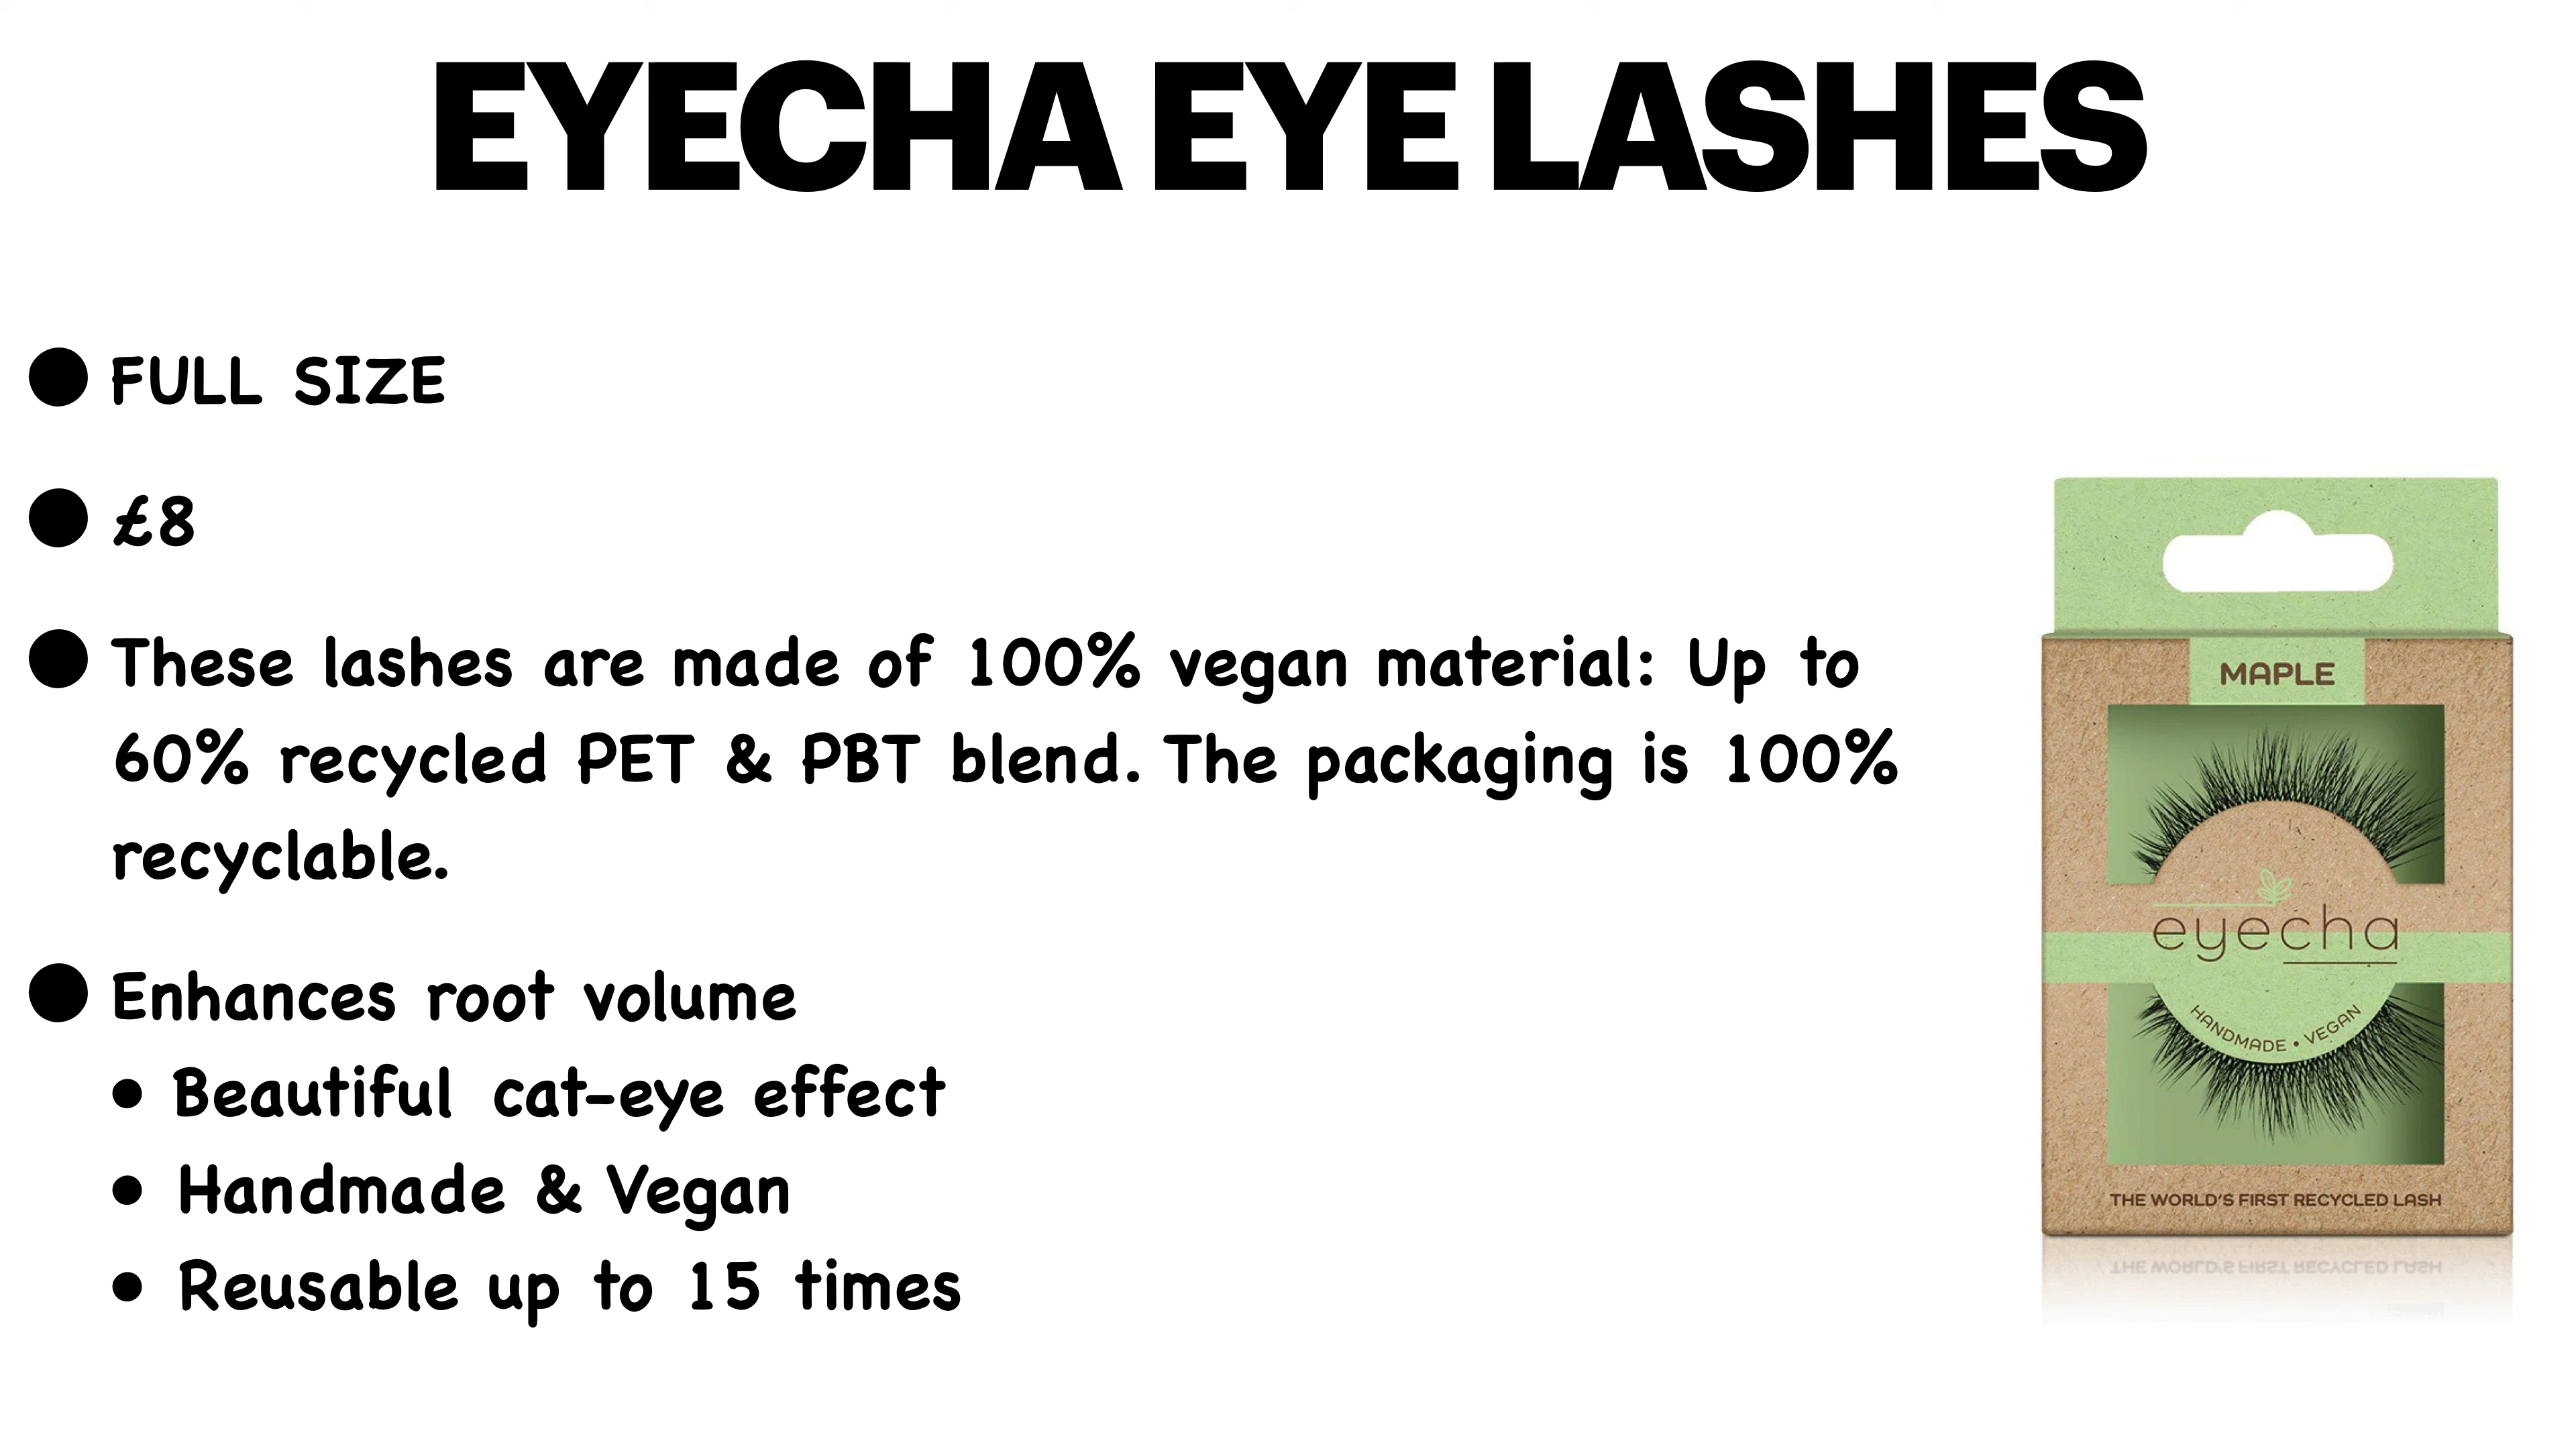 EYECHA EYE LASHES
FULL SIZE
£8
These lashes are made of 100% vegan material: Up to
60% recycled PET & PBT blend. The packaging is 100%
recyclable.
Enhances root volume
• Beautiful cat-eye effect
• Handmade & Vegan
• Reusable up to 15 times
MAPLE
eyecha
HANDMADE • VEGAN
THE WORLD'S FIRST RECYCLED LASH